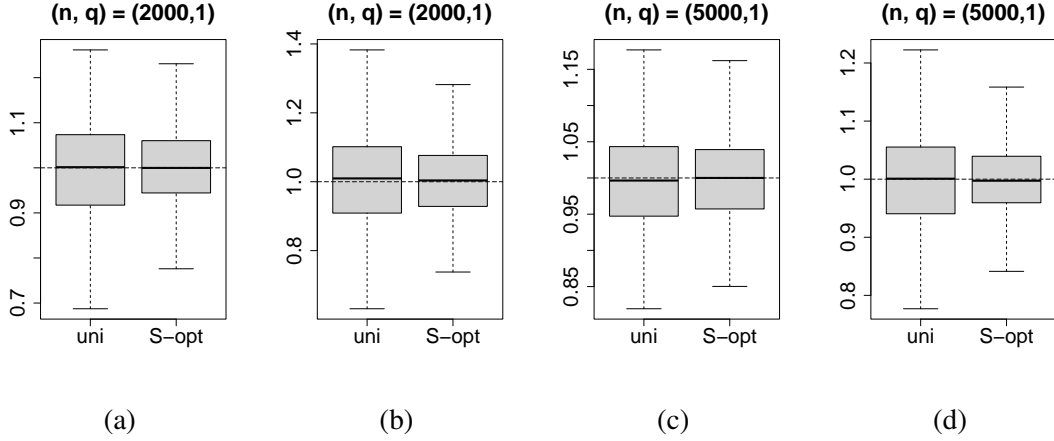 (n, q) = (2000,1)
0.7
0.9
1.1
uni
S−opt
(a)
(n, q) = (2000,1)
0.8
1.0
1.2
1.4
uni
S−opt
(b)
(n, q) = (5000,1)
0.85
0.95
1.05
1.15
uni
S−opt
(c)
(n, q) = (5000,1)
0.8
0.9
1.0
1.1
1.2
uni
S−opt
(d)